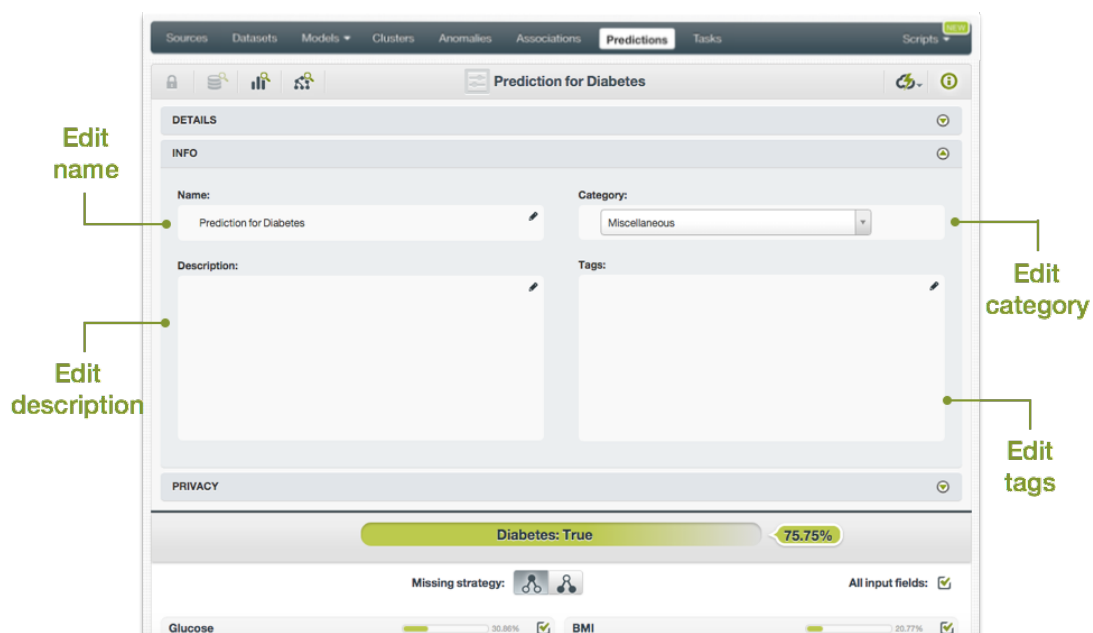 Sources Datasets Models Clusters Anomalies Associations Predictions Tasks Scripts NEW
Prediction for Diabetes
DETAILS
INFO
Edit
name
Name:
Prediction for Diabetes
Category:
Miscellaneous
Edit
category
Description:
Tags:
Edit
description
Edit
tags
PRIVACY
Diabetes: True 75.75%
Missing strategy: All input fields:
Glucose 30.86% BMI 20.77%